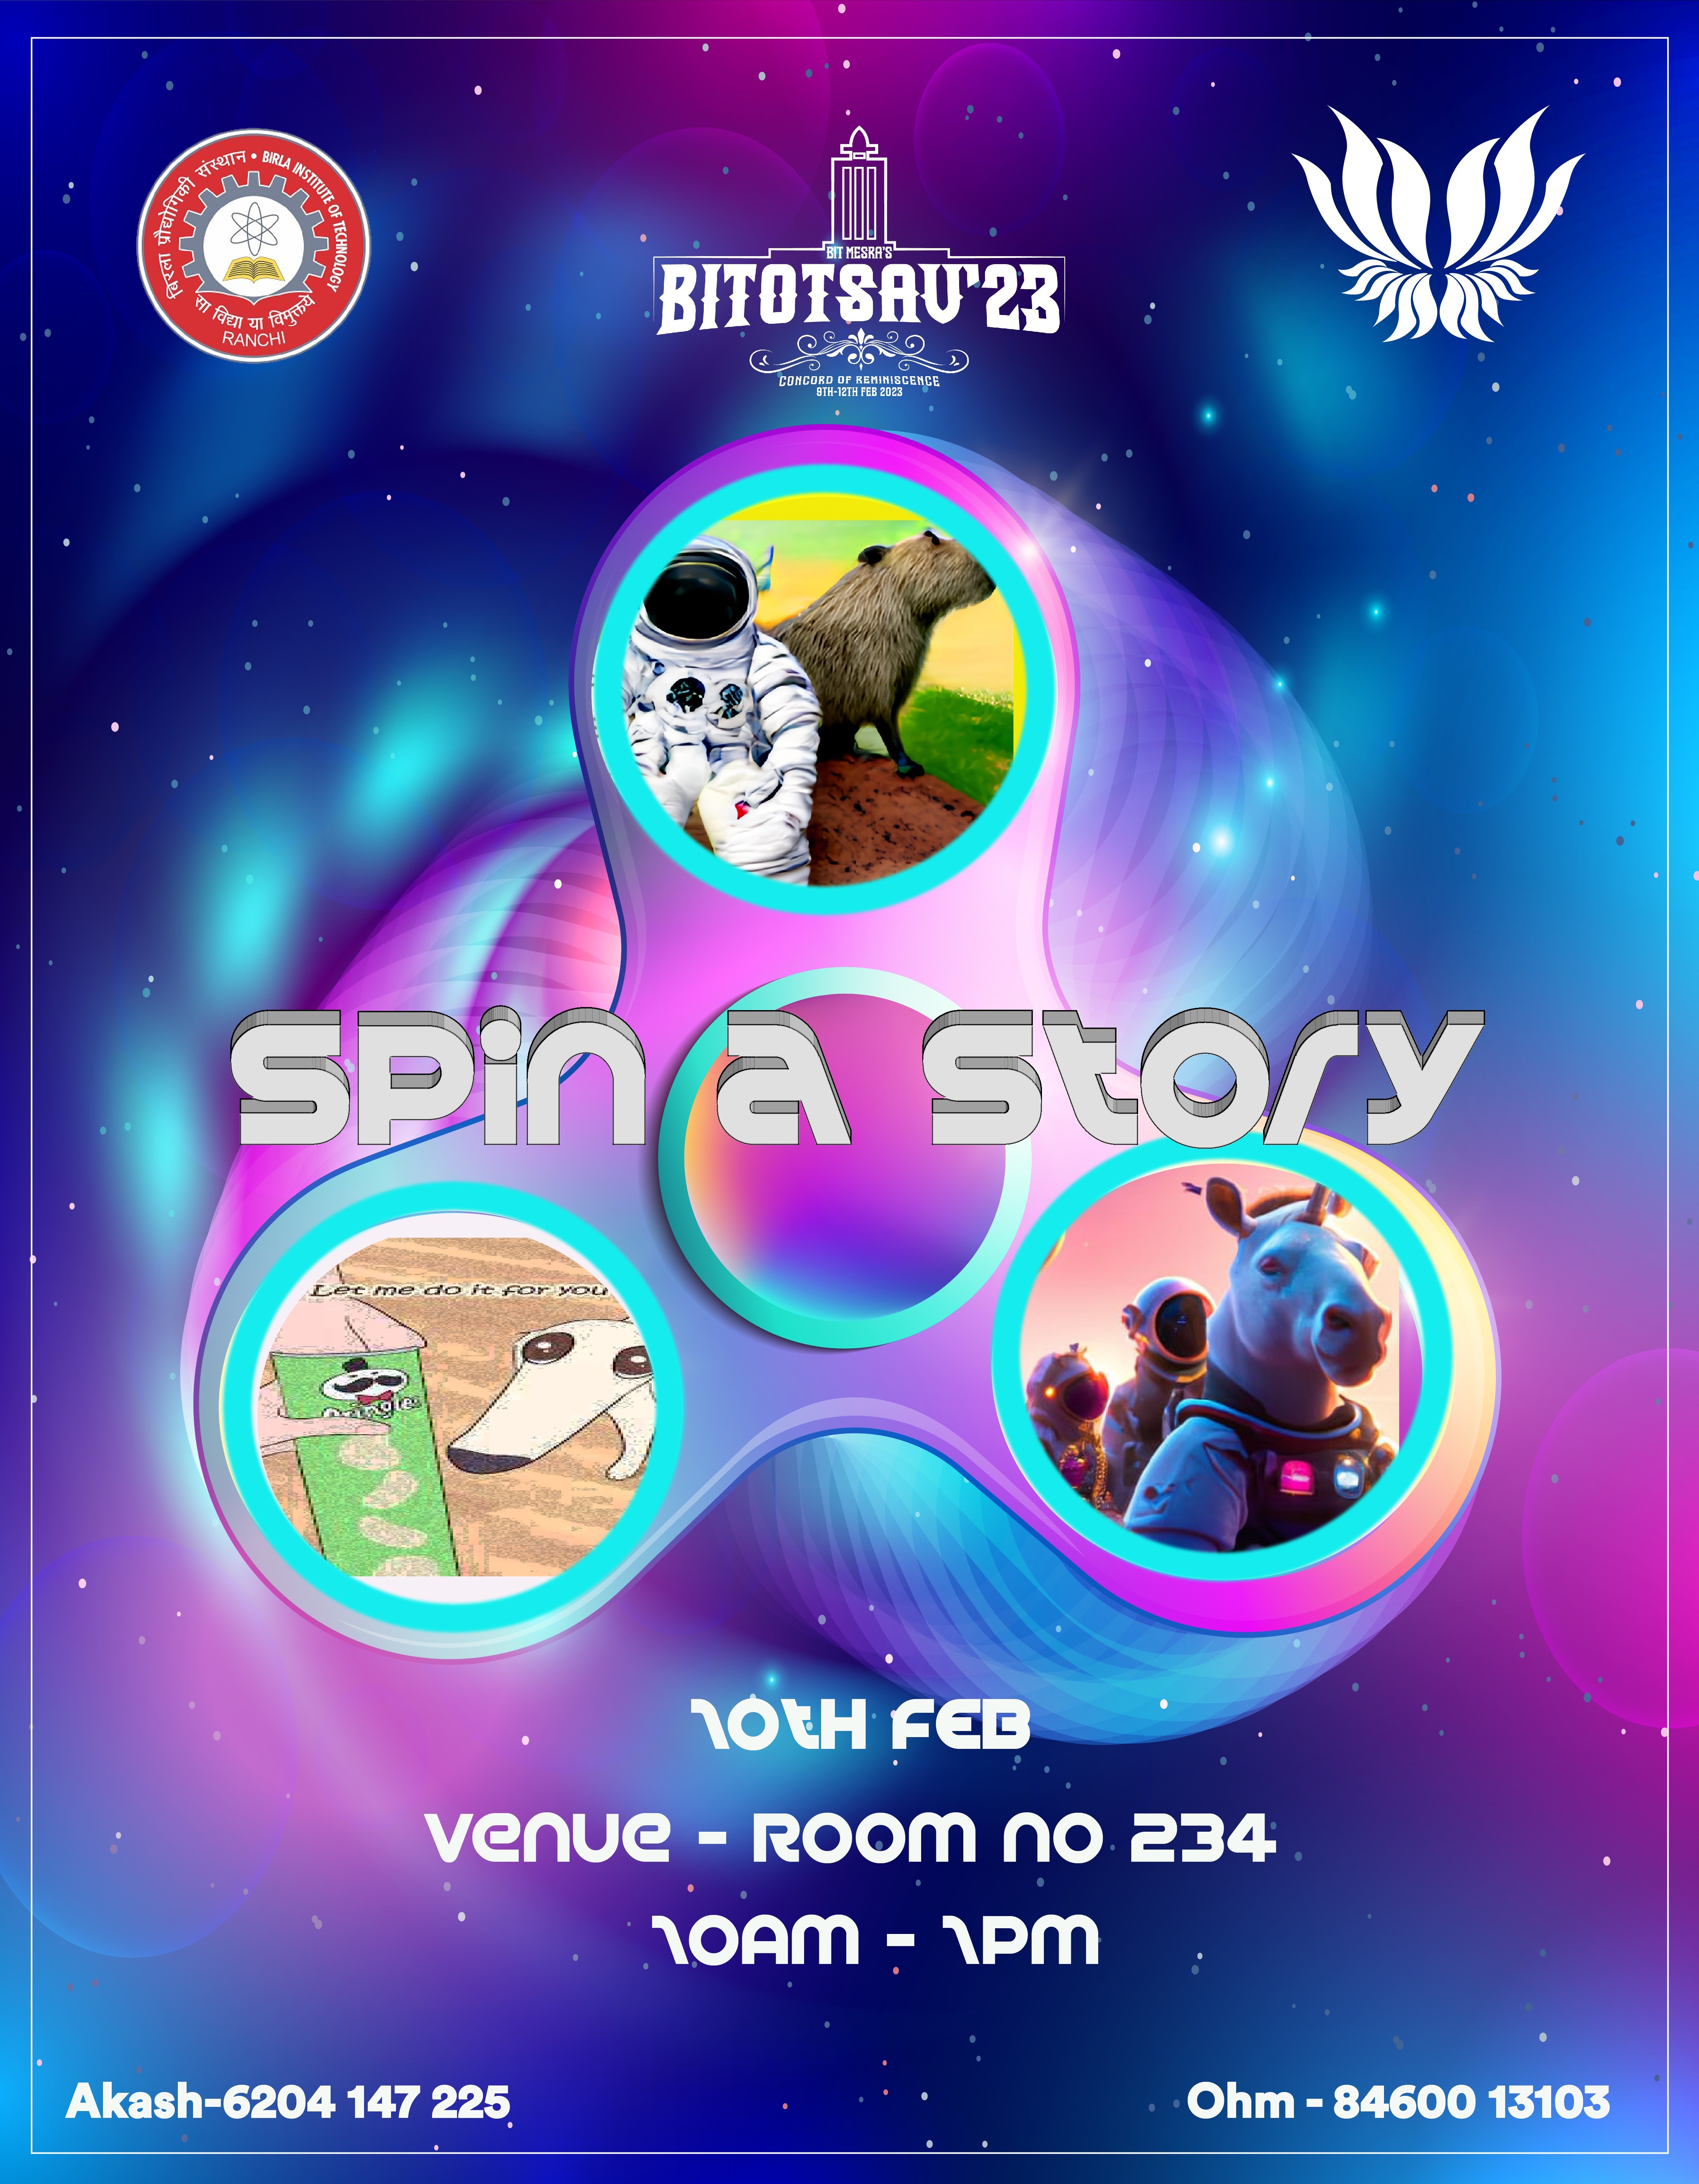 बिरला प्रौद्योगिकी संस्थान • BIRLA INSTITUTE OF TECHNOLOGY
सा विद्या या विमुक्तये
RANCHI
BIT MESRA'S
BITOTSAV'23
CONCORD OF REMINISCENCE
9TH-12TH FEB 2023
Spin a Story
Let me do it for you
Pringle
10th FEB
Venue - Room no 234
10AM - 1PM
Akash-6204 147 225
Ohm - 84600 13103